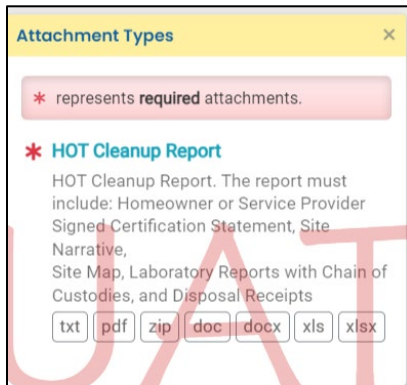 Attachment Types ×
* represents required attachments.
* HOT Cleanup Report
HOT Cleanup Report. The report must
include: Homeowner or Service Provider
Signed Certification Statement, Site
Narrative,
Site Map, Laboratory Reports with Chain of
Custodies, and Disposal Receipts
txt pdf zip doc docx xls xlsx
UAT